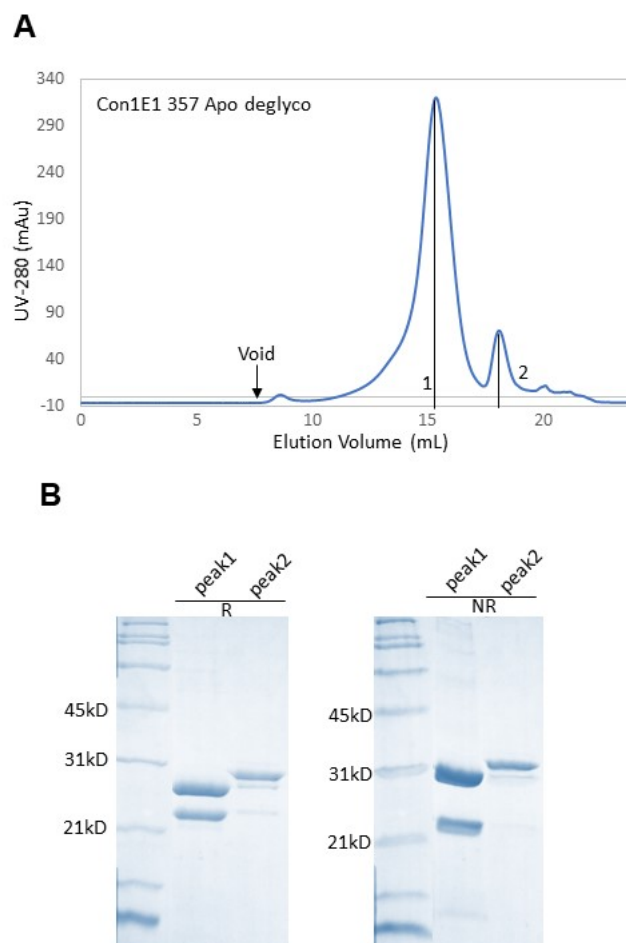 A
340
290
240
190
140
90
40
-10
UV-280 (mAu)
Con1E1 357 Apo deglyco
Void
1
2
0
5
10
15
20
Elution Volume (mL)
B
peak1
peak2
R
45kD
31kD
21kD
peak1
peak2
NR
45kD
31kD
21kD